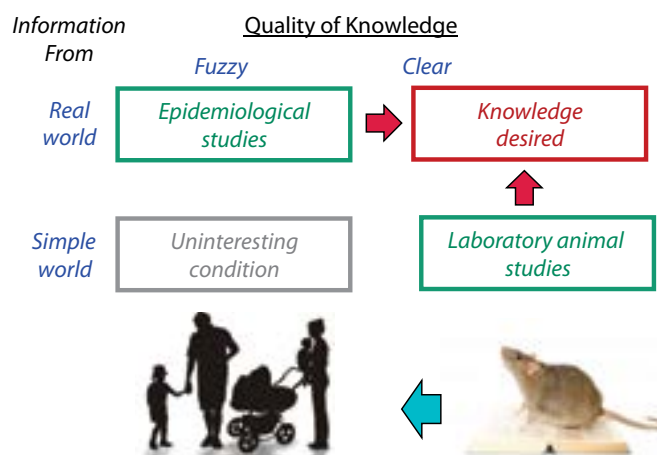 Information
From
Quality of Knowledge
Fuzzy
Clear
Real
world
Epidemiological
studies
Knowledge
desired
Simple
world
Uninteresting
condition
Laboratory animal
studies